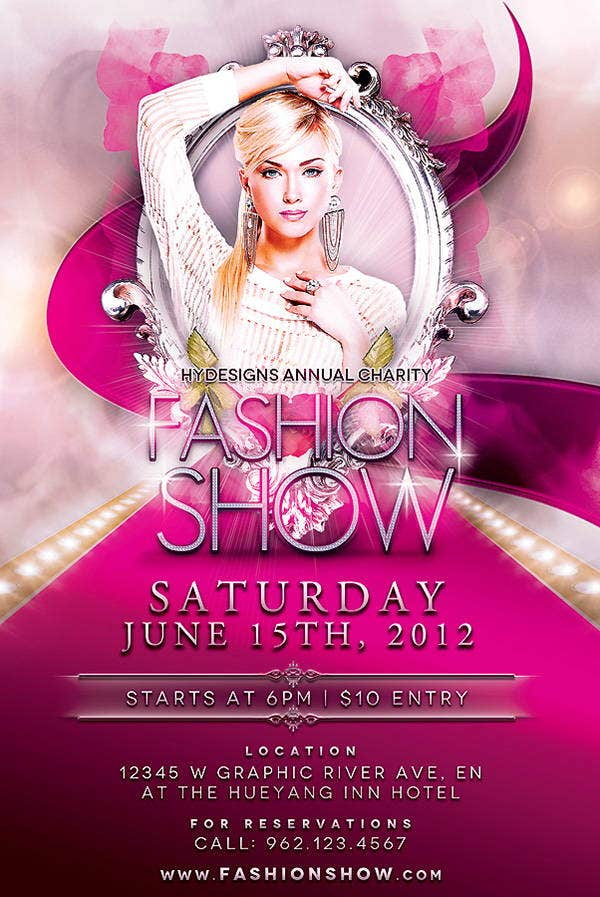 HYDESIGNS ANNUAL CHARITY
FASHION
SHOW
SATURDAY
JUNE 15TH, 2012
STARTS AT 6PM | $10 ENTRY
LOCATION
12345 W GRAPHIC RIVER AVE, EN
AT THE HUEYANG INN HOTEL
FOR RESERVATIONS
CALL: 962.123.4567
WWW.FASHIONSHOW.COM